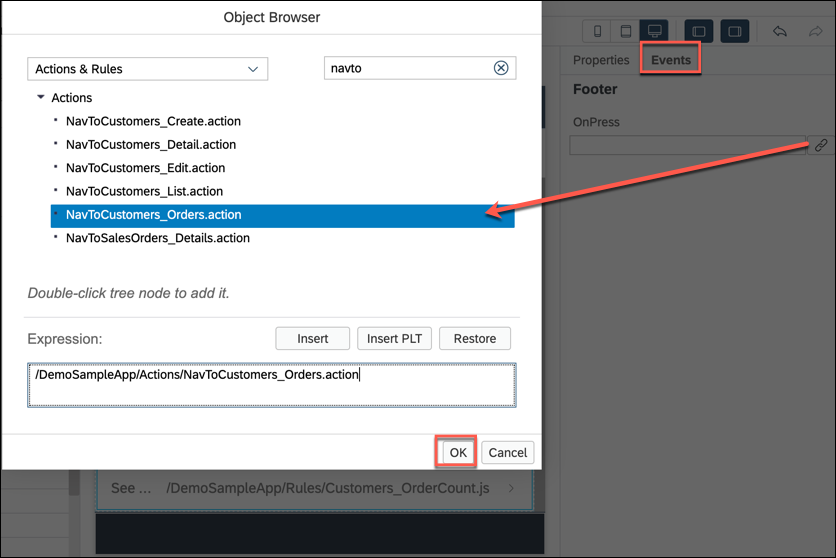 Object Browser
Actions & Rules
navto
Actions
NavToCustomers_Create.action
NavToCustomers_Detail.action
NavToCustomers_Edit.action
NavToCustomers_List.action
NavToCustomers_Orders.action
NavToSalesOrders_Details.action
Double-click tree node to add it.
Expression:
Insert
Insert PLT
Restore
/DemoSampleApp/Actions/NavToCustomers_Orders.action
OK
Cancel
Properties
Events
Footer
OnPress
See ... /DemoSampleApp/Rules/Customers_OrderCount.js